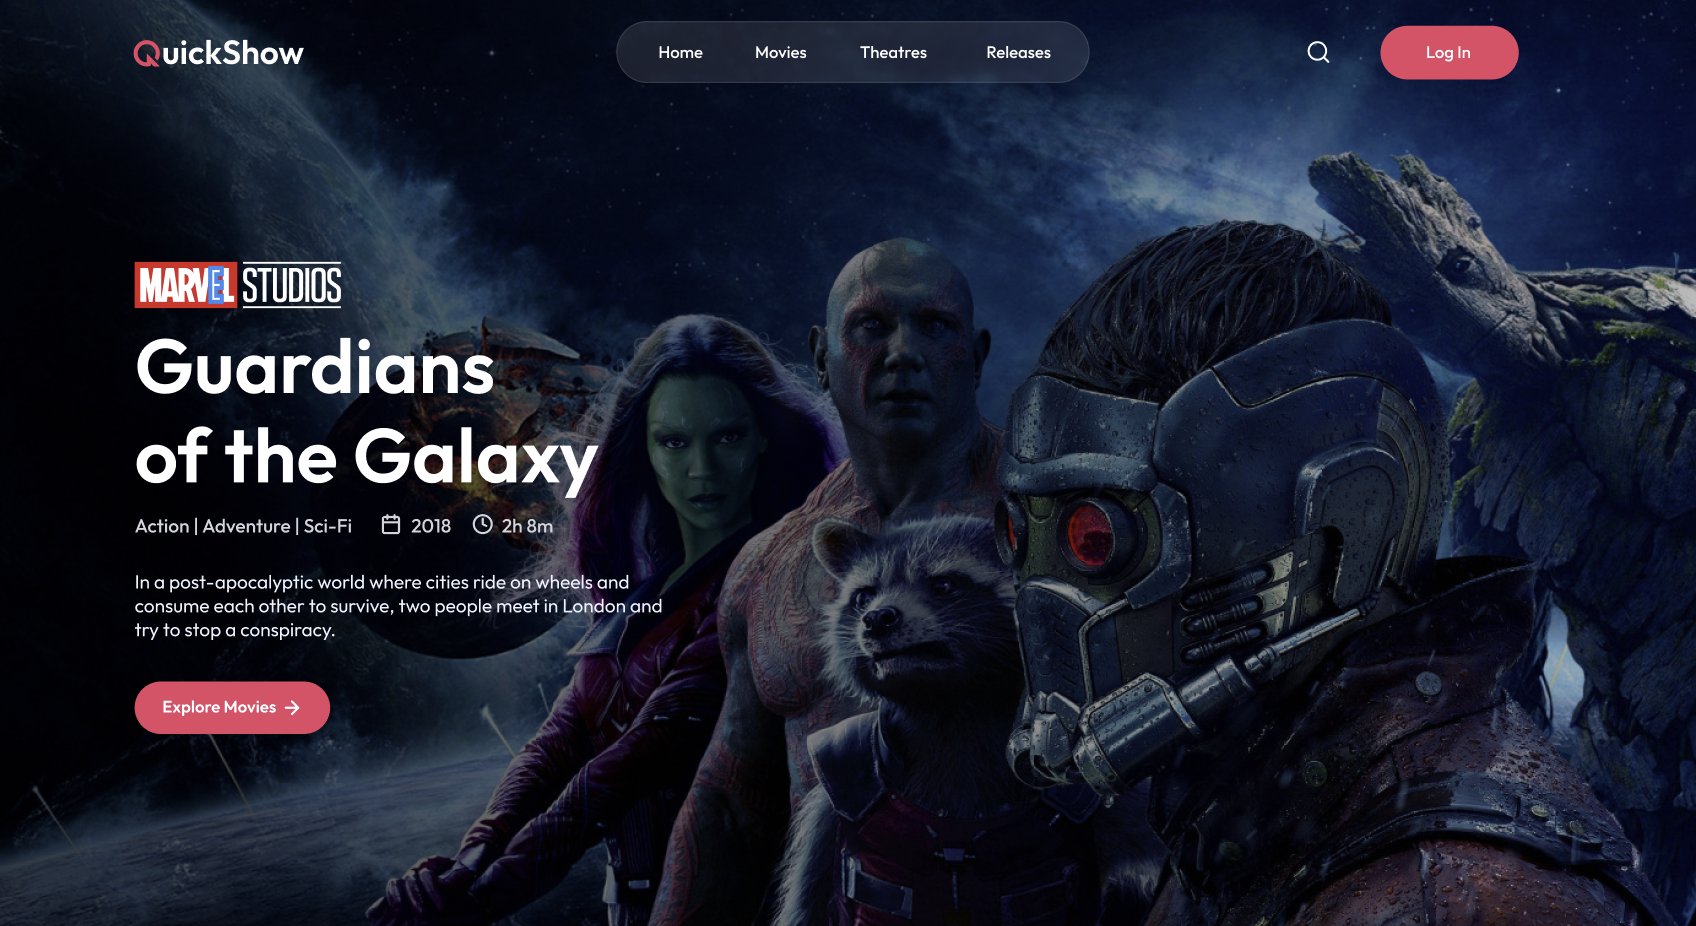 QuickShow
Home Movies Theatres Releases
Log In
MARVEL STUDIOS
Guardians
of the Galaxy
Action | Adventure | Sci-Fi 2018 2h 8m
In a post-apocalyptic world where cities ride on wheels and
consume each other to survive, two people meet in London and
try to stop a conspiracy.
Explore Movies